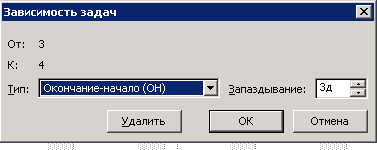 Зависимость задач
От: 3
К: 4
Тип: Окончание-начало (ОН) Запаздывание: 3д
Удалить ОК Отмена